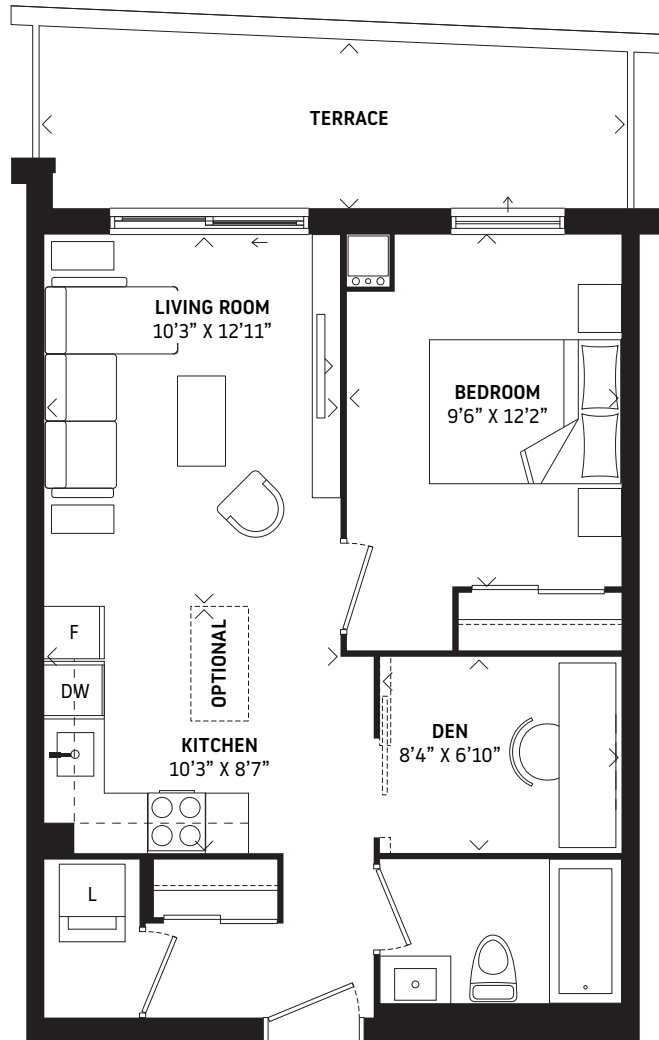 TERRACE
LIVING ROOM
10’3” X 12’11”
BEDROOM
9’6” X 12’2”
F
DW
OPTIONAL
KITCHEN
10’3” X 8’7”
DEN
8’4” X 6’10”
L